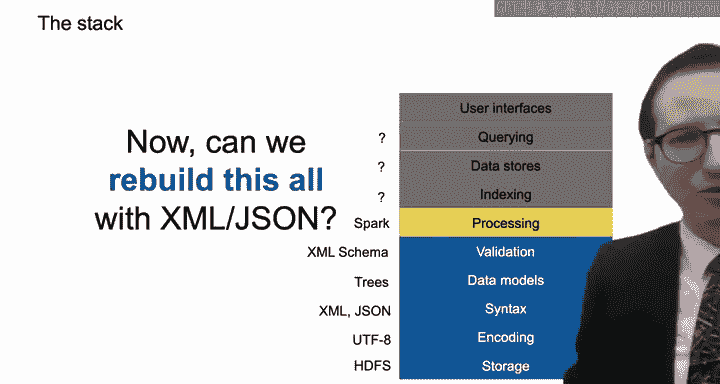 The stack
Now, can we
rebuild this all
with XML/JSON?
User interfaces
? Querying
? Data stores
? Indexing
Spark Processing
XML Schema Validation
Trees Data models
XML, JSON Syntax
UTF-8 Encoding
HDFS Storage